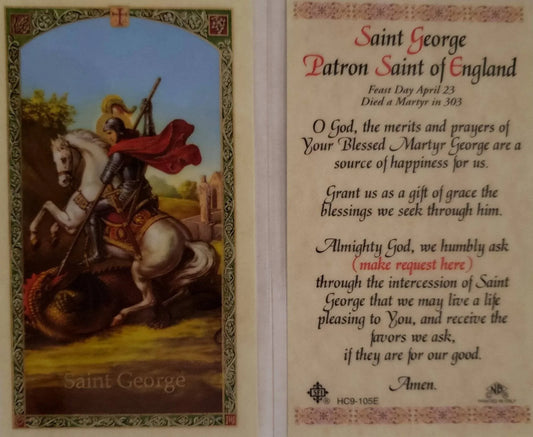 Saint George
Saint George
Patron Saint of England
Feast Day April 23
Died a Martyr in 303
O God, the merits and prayers of
Your Blessed Martyr George are a
source of happiness for us.
Grant us as a gift of grace the
blessings we seek through him.
Almighty God, we humbly ask
(make request here)
through the intercession of Saint
George that we may live a life
pleasing to You, and receive the
favors we ask,
if they are for our good.
Amen.
HC9-105E
PRINTED IN ITALY